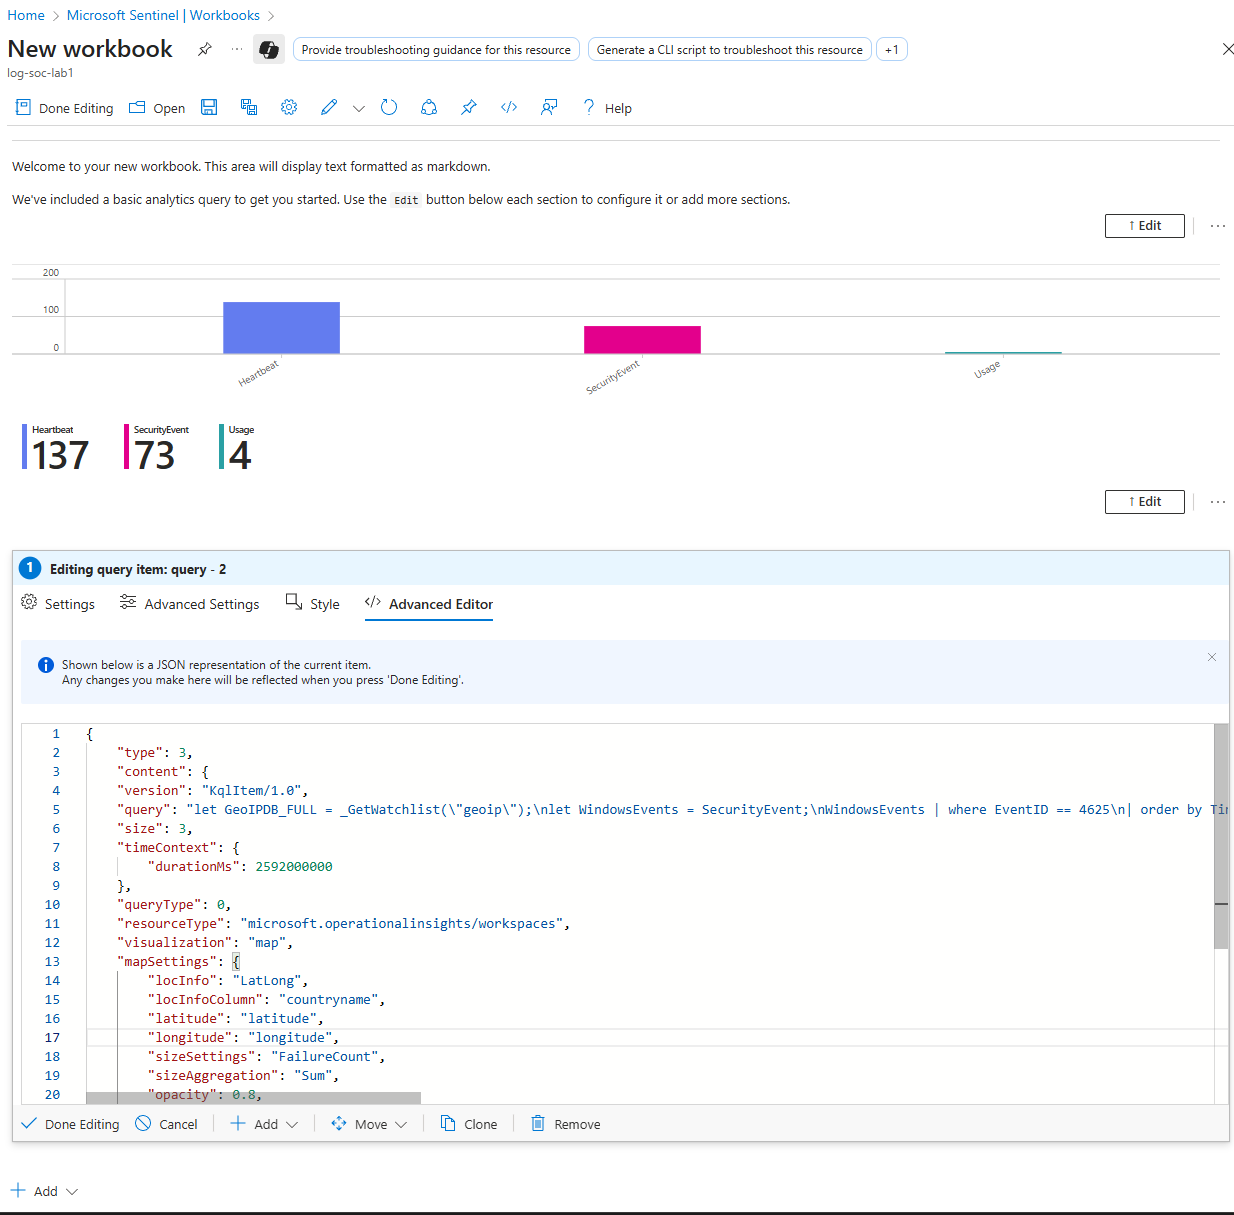 Home > Microsoft Sentinel | Workbooks >
New workbook
Provide troubleshooting guidance for this resource
Generate a CLI script to troubleshoot this resource
+1
log-soc-lab1
Done Editing
Open
Help
Welcome to your new workbook. This area will display text formatted as markdown.
We've included a basic analytics query to get you started. Use the Edit button below each section to configure it or add more sections.
↑ Edit
200
100
0
Heartbeat
SecurityEvent
Usage
Heartbeat
137
SecurityEvent
73
Usage
4
↑ Edit
1 Editing query item: query - 2
Settings
Advanced Settings
Style
</> Advanced Editor
Shown below is a JSON representation of the current item.
Any changes you make here will be reflected when you press 'Done Editing'.
1 {
2 "type": 3,
3 "content": {
4 "version": "KqlItem/1.0",
5 "query": "let GeoIPDB_FULL = _GetWatchlist(\"geoip\");\nlet WindowsEvents = SecurityEvent;\nWindowsEvents | where EventID == 4625\n| order by Ti
6 "size": 3,
7 "timeContext": {
8 "durationMs": 2592000000
9 },
10 "queryType": 0,
11 "resourceType": "microsoft.operationalinsights/workspaces",
12 "visualization": "map",
13 "mapSettings": {
14 "locInfo": "LatLong",
15 "locInfoColumn": "countryname",
16 "latitude": "latitude",
17 "longitude": "longitude",
18 "sizeSettings": "FailureCount",
19 "sizeAggregation": "Sum",
20 "opacity": 0.8,
Done Editing
Cancel
Add
Move
Clone
Remove
Add